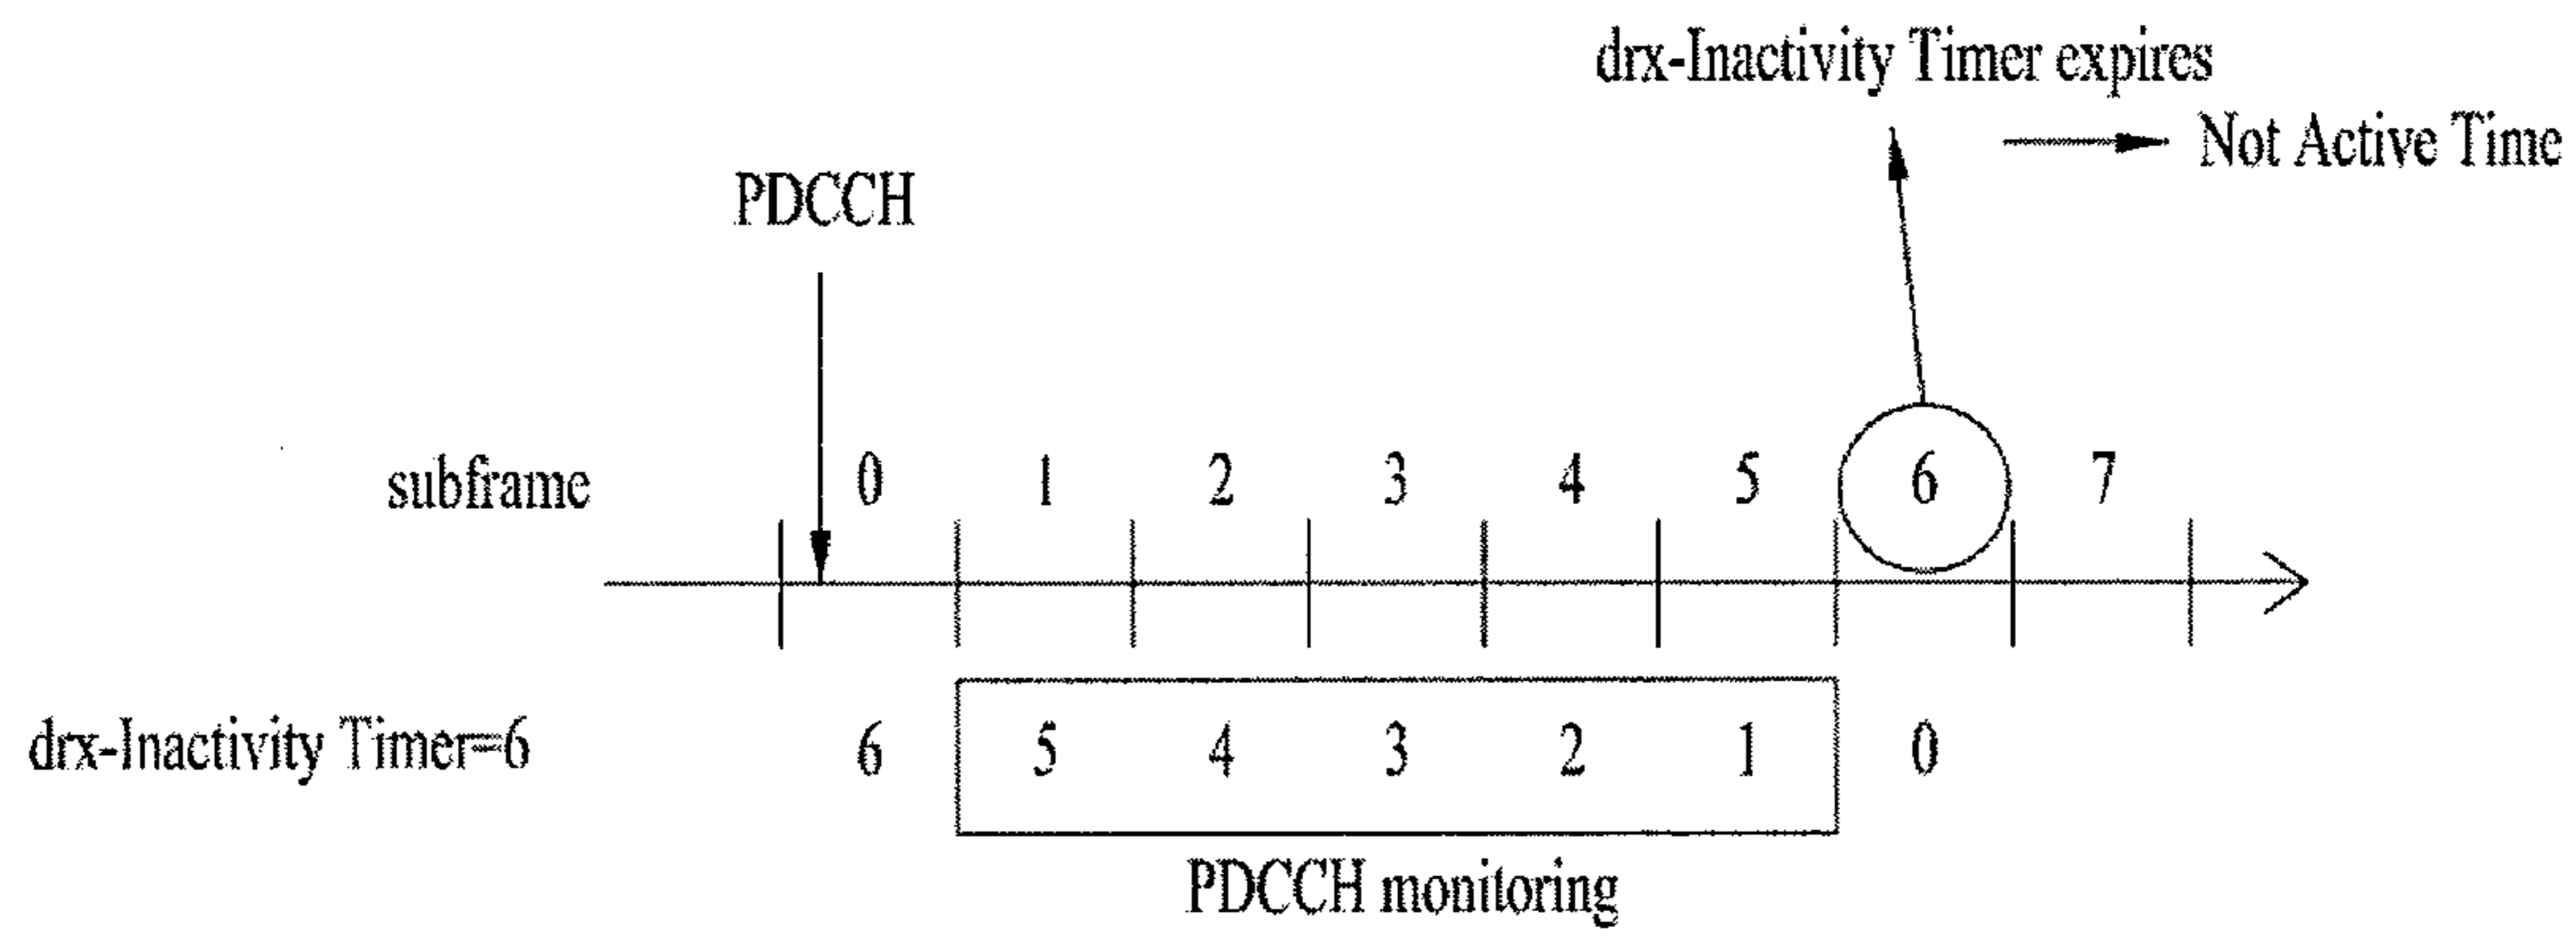 drx-Inactivity Timer expires
Not Active Time
PDCCH
subframe 0 1 2 3 4 5 6 7
drx-Inactivity Timer=6 6 5 4 3 2 1 0
PDCCH monitoring